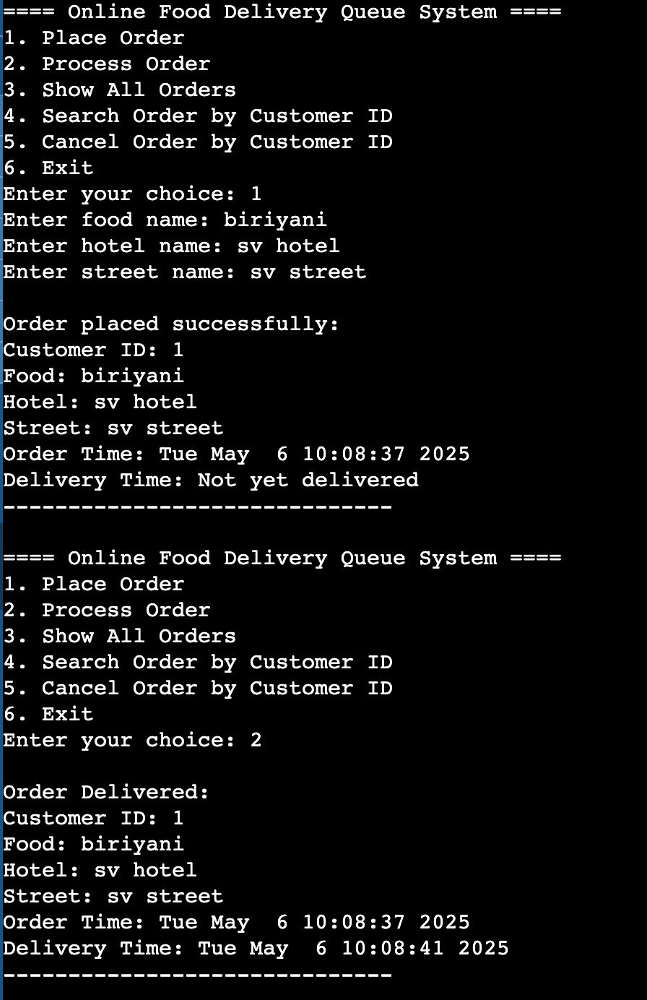 ==== Online Food Delivery Queue System ====
1. Place Order
2. Process Order
3. Show All Orders
4. Search Order by Customer ID
5. Cancel Order by Customer ID
6. Exit
Enter your choice: 1
Enter food name: biriyani
Enter hotel name: sv hotel
Enter street name: sv street

Order placed successfully:
Customer ID: 1
Food: biriyani
Hotel: sv hotel
Street: sv street
Order Time: Tue May  6 10:08:37 2025
Delivery Time: Not yet delivered
------------------------------

==== Online Food Delivery Queue System ====
1. Place Order
2. Process Order
3. Show All Orders
4. Search Order by Customer ID
5. Cancel Order by Customer ID
6. Exit
Enter your choice: 2

Order Delivered:
Customer ID: 1
Food: biriyani
Hotel: sv hotel
Street: sv street
Order Time: Tue May  6 10:08:37 2025
Delivery Time: Tue May  6 10:08:41 2025
------------------------------